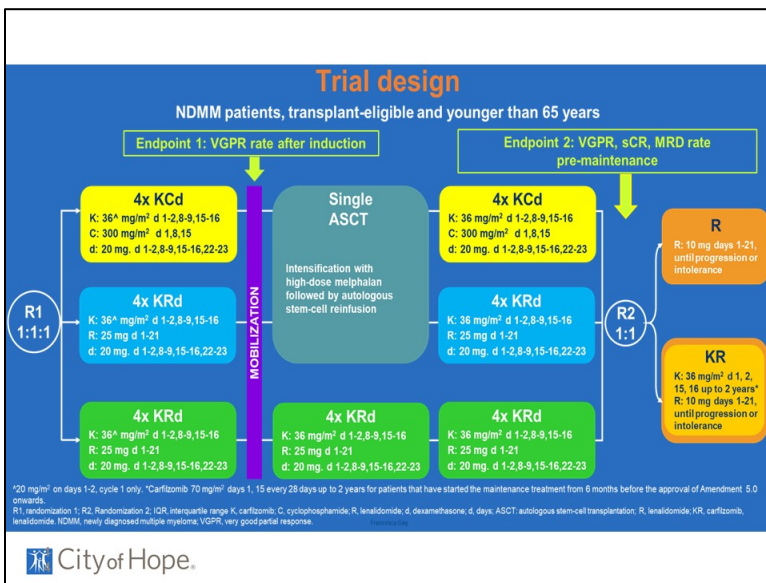 Trial design
NDMM patients, transplant-eligible and younger than 65 years
Endpoint 1: VGPR rate after induction
Endpoint 2: VGPR, sCR, MRD rate
pre-maintenance
R1
1:1:1
4x KCd
K: 36^ mg/m² d 1-2,8-9,15-16
C: 300 mg/m² d 1,8,15
d: 20 mg. d 1-2,8-9,15-16,22-23
4x KRd
K: 36^ mg/m² d 1-2,8-9,15-16
R: 25 mg d 1-21
d: 20 mg. d 1-2,8-9,15-16,22-23
4x KRd
K: 36^ mg/m² d 1-2,8-9,15-16
R: 25 mg d 1-21
d: 20 mg. d 1-2,8-9,15-16,22-23
MOBILIZATION
Single
ASCT
Intensification with
high-dose melphalan
followed by autologous
stem-cell reinfusion
4x KRd
K: 36 mg/m² d 1-2,8-9,15-16
R: 25 mg d 1-21
d: 20 mg. d 1-2,8-9,15-16,22-23
4x KCd
K: 36 mg/m² d 1-2,8-9,15-16
C: 300 mg/m² d 1,8,15
d: 20 mg. d 1-2,8-9,15-16,22-23
4x KRd
K: 36 mg/m² d 1-2,8-9,15-16
R: 25 mg d 1-21
d: 20 mg. d 1-2,8-9,15-16,22-23
4x KRd
K: 36 mg/m² d 1-2,8-9,15-16
R: 25 mg d 1-21
d: 20 mg. d 1-2,8-9,15-16,22-23
R2
1:1
R
R: 10 mg days 1-21,
until progression or
intolerance
KR
K: 36 mg/m² d 1, 2,
15, 16 up to 2 years*
R: 10 mg days 1-21,
until progression or
intolerance
^20 mg/m² on days 1-2, cycle 1 only. *Carfilzomib 70 mg/m² days 1, 15 every 28 days up to 2 years for patients that have started the maintenance treatment from 6 months before the approval of Amendment 5.0
onwards.
R1, randomization 1; R2, Randomization 2; IQR, interquartile range K, carfilzomib; C, cyclophosphamide; R, lenalidomide; d, dexamethasone; d, days; ASCT: autologous stem-cell transplantation; R, lenalidomide; KR, carfilzomib,
lenalidomide. NDMM, newly diagnosed multiple myeloma; VGPR, very good partial response.
City of Hope®